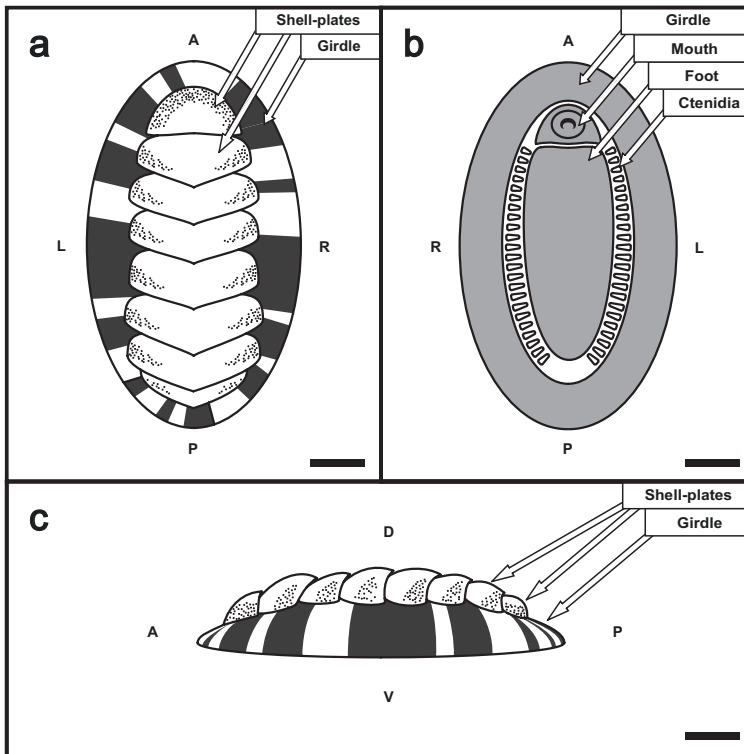 a
Shell-plates
Girdle
A
L
R
P
b
Girdle
Mouth
Foot
Ctenidia
A
R
L
P
c
Shell-plates
Girdle
D
A
P
V